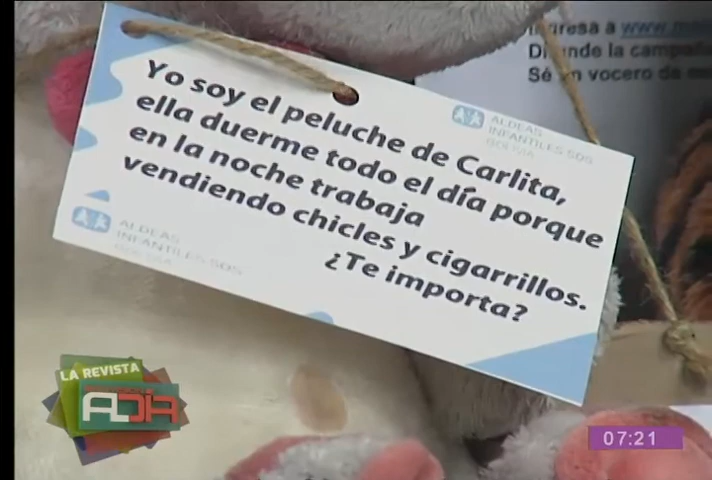 Yo soy el peluche de Carlita,
ella duerme todo el día porque
en la noche trabaja
vendiendo chicles y cigarrillos.
¿Te importa?
ALDEAS
INFANTILES SOS
BOLIVIA
ALDEAS
INFANTILES SOS
BOLIVIA
Ingresa a www.
la campaña
Sé un vocero de
LA REVISTA
AL DIA
07:21